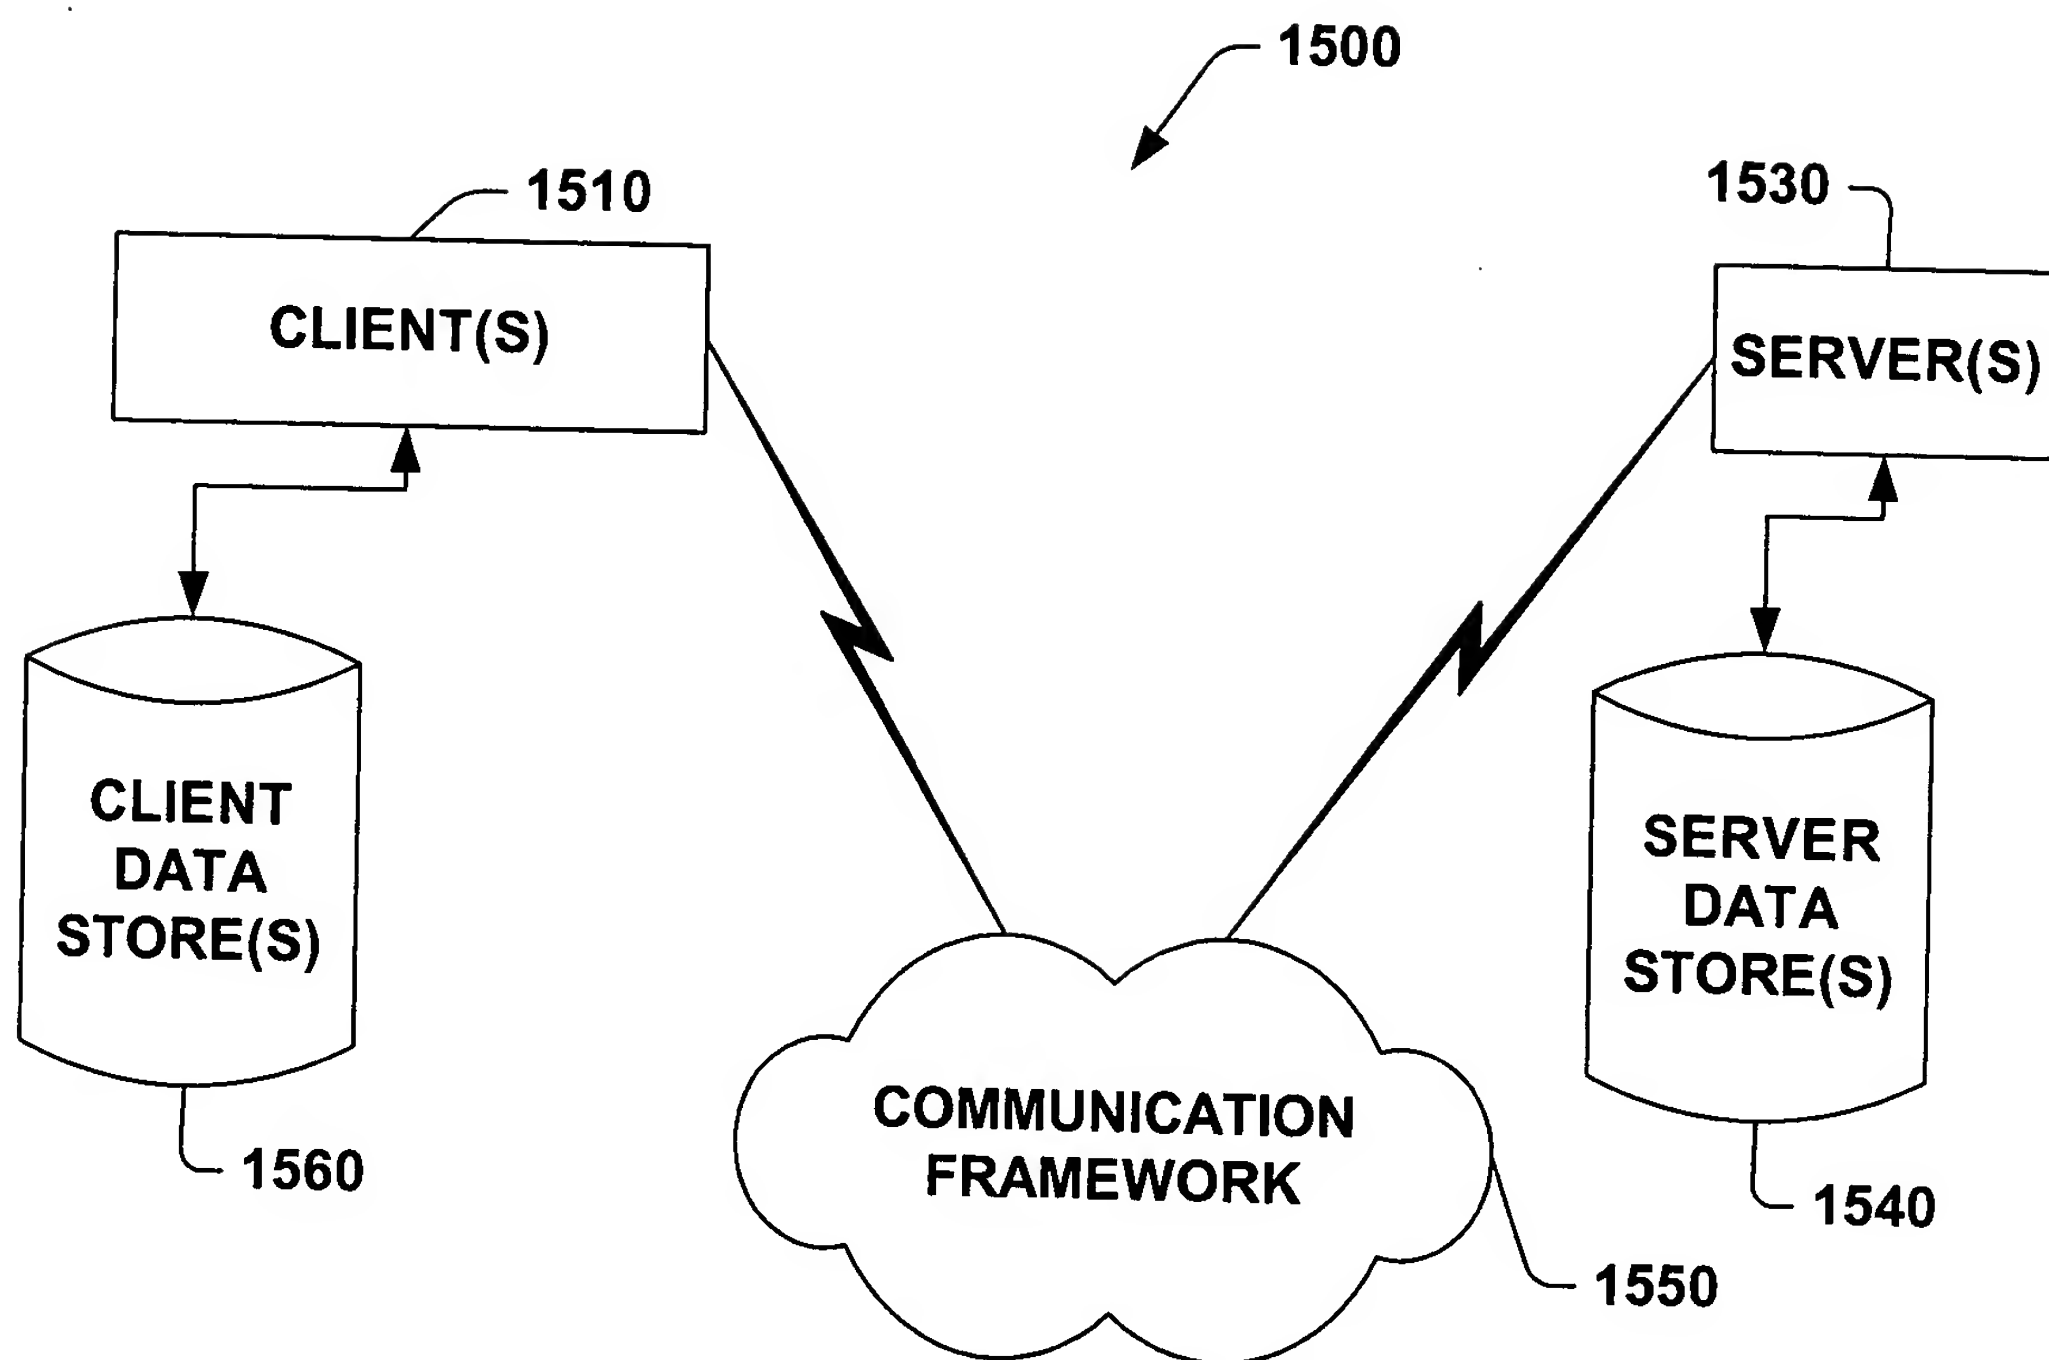 1500
1510
1530
CLIENT(S)
SERVER(S)
CLIENT
DATA
STORE(S)
SERVER
DATA
STORE(S)
COMMUNICATION
FRAMEWORK
1560
1540
1550